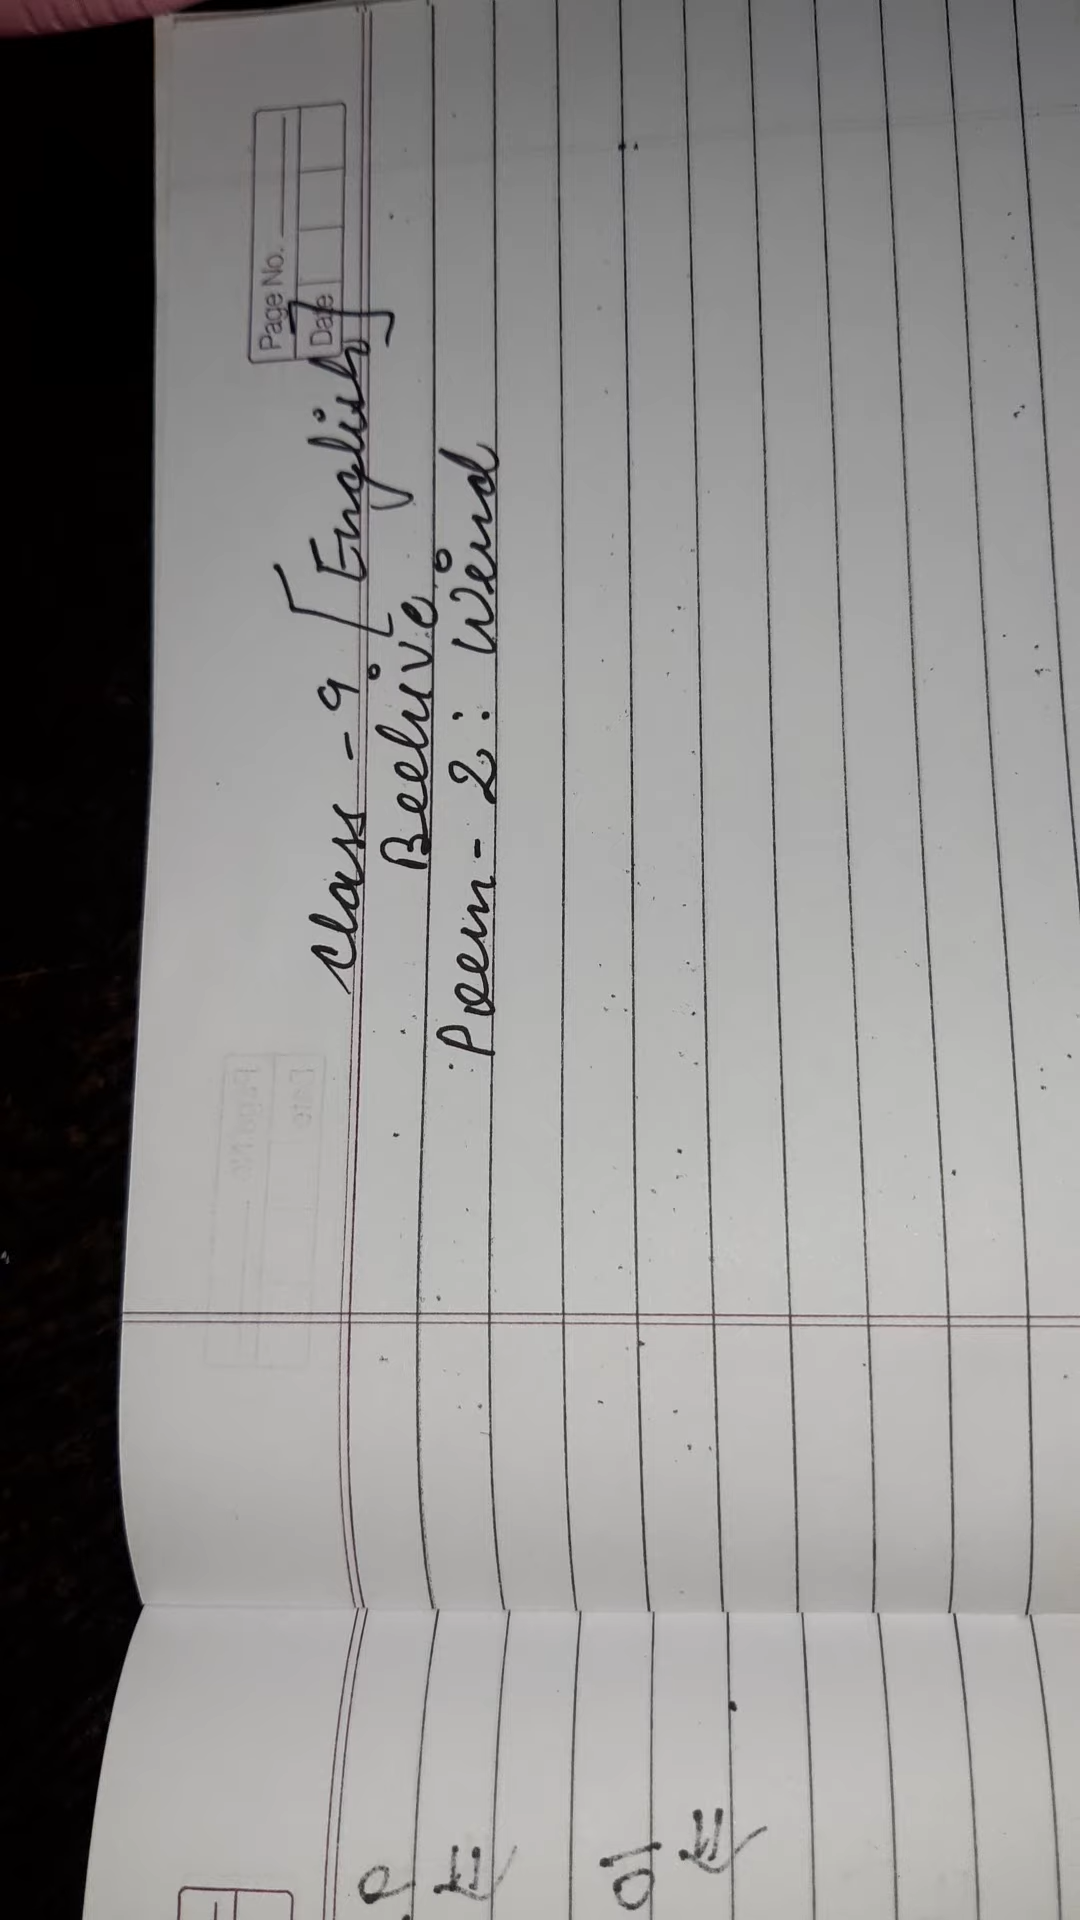 Page No.
Date
Class - 9 [English]
Beehive
Poem - 2 : Wind